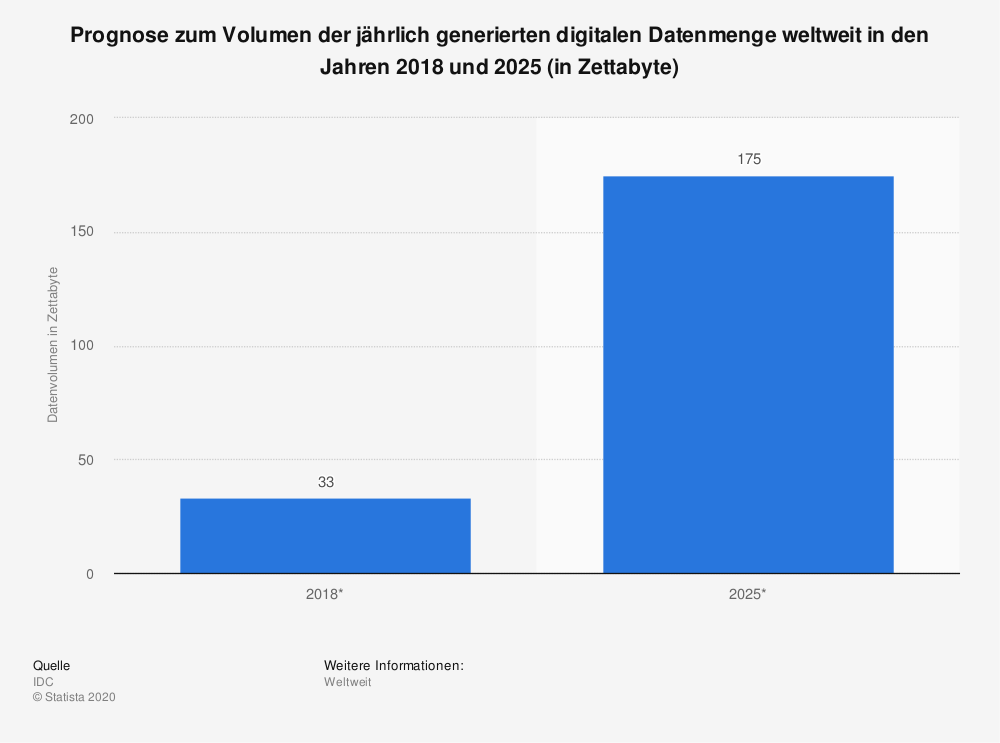 Prognose zum Volumen der jährlich generierten digitalen Datenmenge weltweit in den
Jahren 2018 und 2025 (in Zettabyte)
200
150
100
50
0
Datenvolumen in Zettabyte
33
175
2018*
2025*
Quelle
IDC
© Statista 2020
Weitere Informationen:
Weltweit